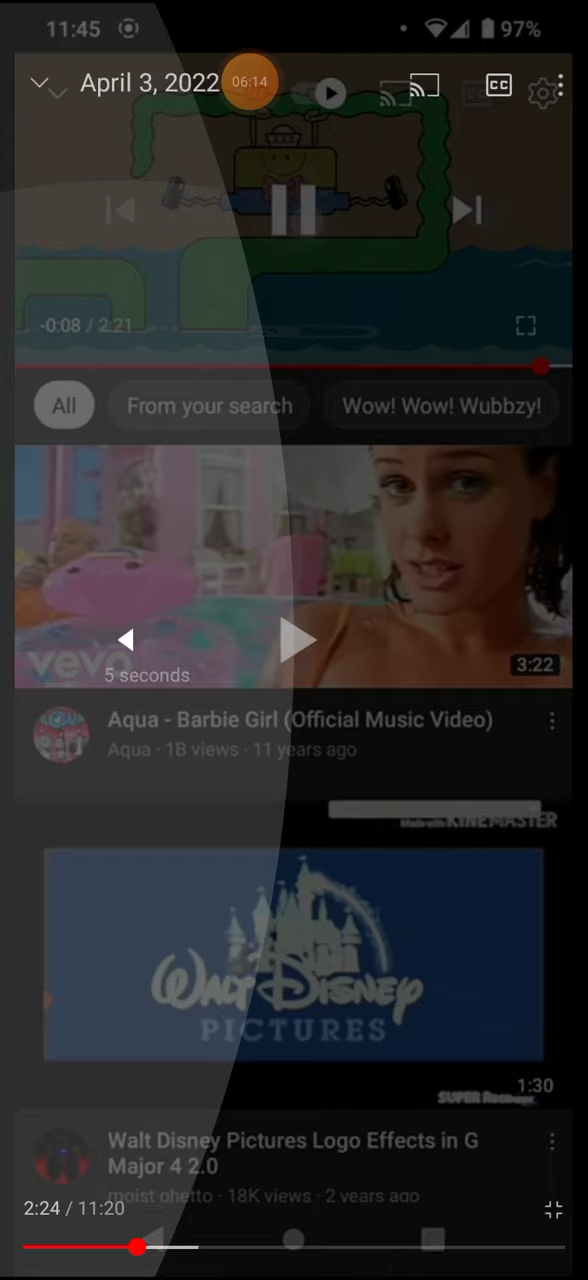 11:45
97%
April 3, 2022
06:14
CC
-0:08 / 2:21
All
From your search
Wow! Wow! Wubbzy!
vevo
5 seconds
3:22
Aqua - Barbie Girl (Official Music Video)
Aqua · 1B views · 11 years ago
Made with KINEMASTER
WALT DISNEY
PICTURES
1:30
SUPER
Walt Disney Pictures Logo Effects in G
Major 4 2.0
moist ghetto · 18K views · 2 years ago
2:24 / 11:20